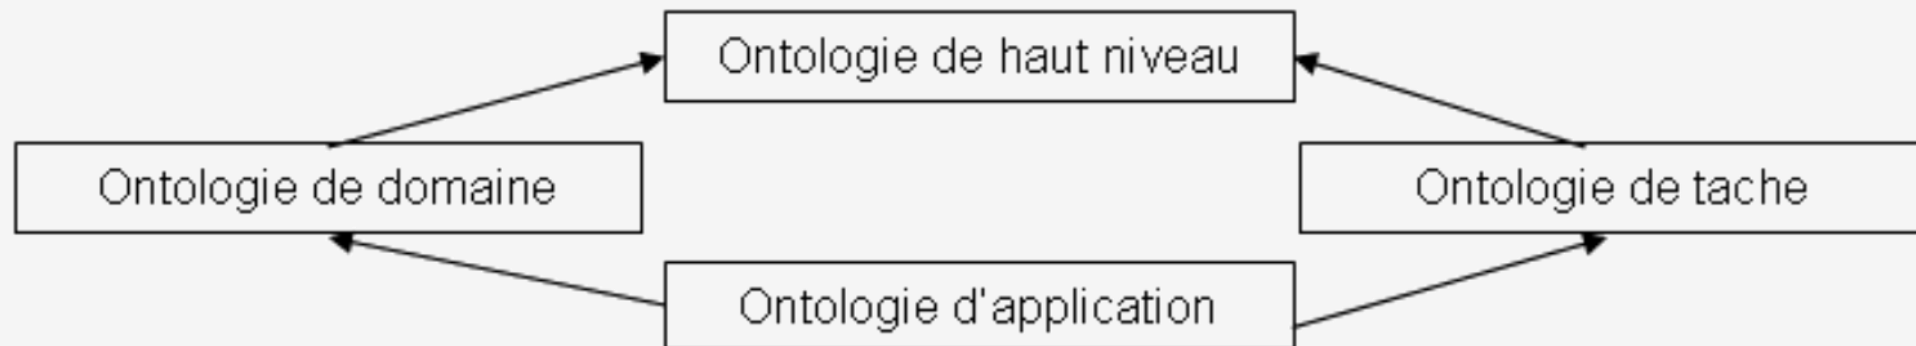 Ontologie de haut niveau
Ontologie de domaine
Ontologie de tache
Ontologie d'application